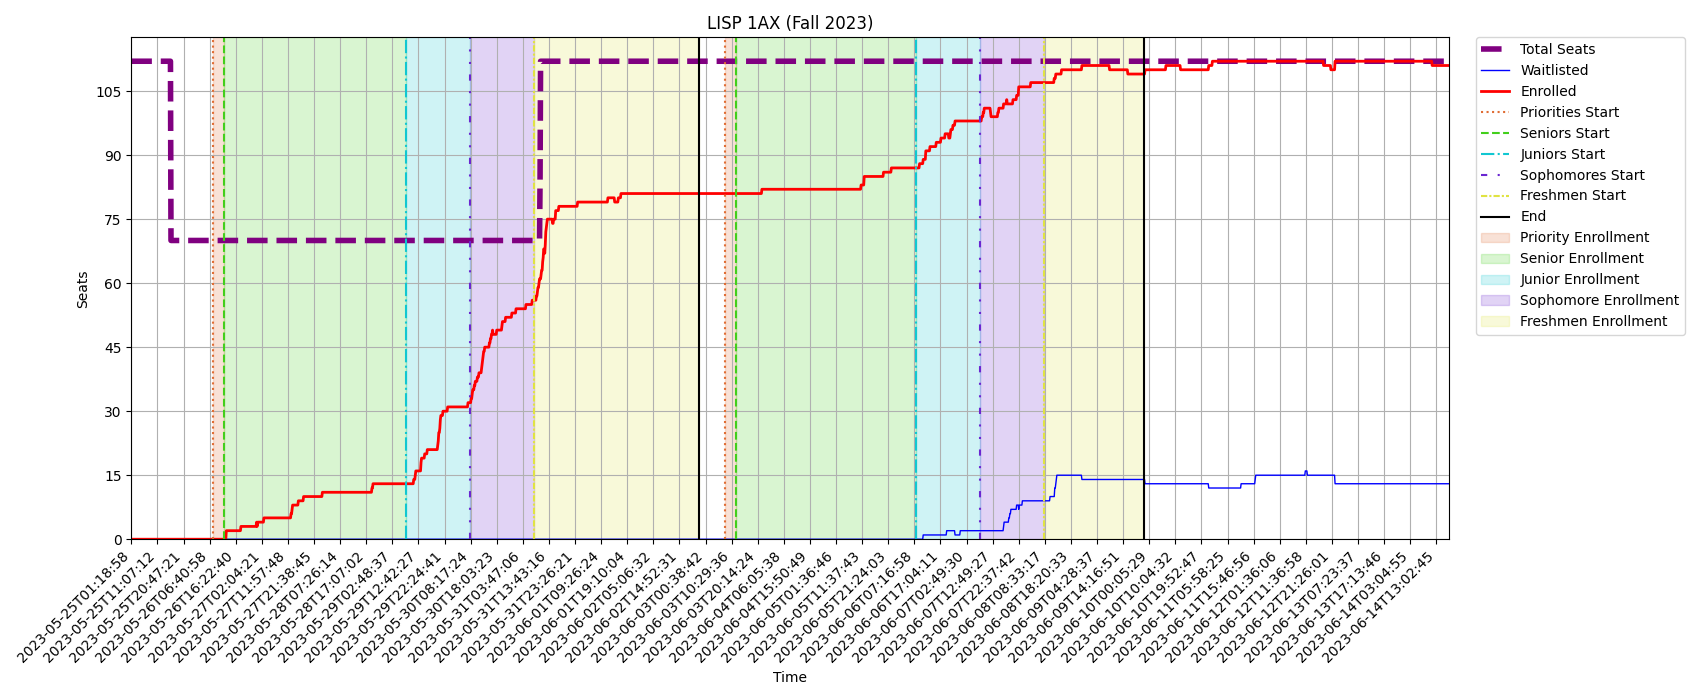 LISP 1AX (Fall 2023)
Seats
105
90
75
60
45
30
15
0
2023-05-25T01:18:58
2023-05-25T11:07:12
2023-05-25T20:47:21
2023-05-26T06:40:58
2023-05-26T16:22:40
2023-05-27T02:04:21
2023-05-27T11:57:48
2023-05-27T21:38:45
2023-05-28T07:26:14
2023-05-28T17:07:02
2023-05-29T02:48:37
2023-05-29T12:42:27
2023-05-29T22:24:41
2023-05-30T08:17:24
2023-05-30T18:03:23
2023-05-31T03:47:06
2023-05-31T13:43:16
2023-05-31T23:26:21
2023-06-01T09:26:24
2023-06-01T19:10:04
2023-06-02T05:06:32
2023-06-02T14:52:31
2023-06-03T00:38:42
2023-06-03T10:29:36
2023-06-03T20:14:24
2023-06-04T06:05:38
2023-06-04T15:50:49
2023-06-05T01:36:46
2023-06-05T11:37:43
2023-06-05T21:24:03
2023-06-06T07:16:58
2023-06-06T17:04:11
2023-06-07T02:49:30
2023-06-07T12:49:27
2023-06-07T22:37:42
2023-06-08T08:33:17
2023-06-08T18:20:33
2023-06-09T04:28:37
2023-06-09T14:16:51
2023-06-10T00:05:29
2023-06-10T10:04:32
2023-06-10T19:52:47
2023-06-11T05:58:25
2023-06-11T15:46:56
2023-06-12T01:36:06
2023-06-12T11:36:58
2023-06-12T21:26:01
2023-06-13T07:23:37
2023-06-13T17:13:46
2023-06-14T03:04:55
2023-06-14T13:02:45
Time
Total Seats
Waitlisted
Enrolled
Priorities Start
Seniors Start
Juniors Start
Sophomores Start
Freshmen Start
End
Priority Enrollment
Senior Enrollment
Junior Enrollment
Sophomore Enrollment
Freshmen Enrollment